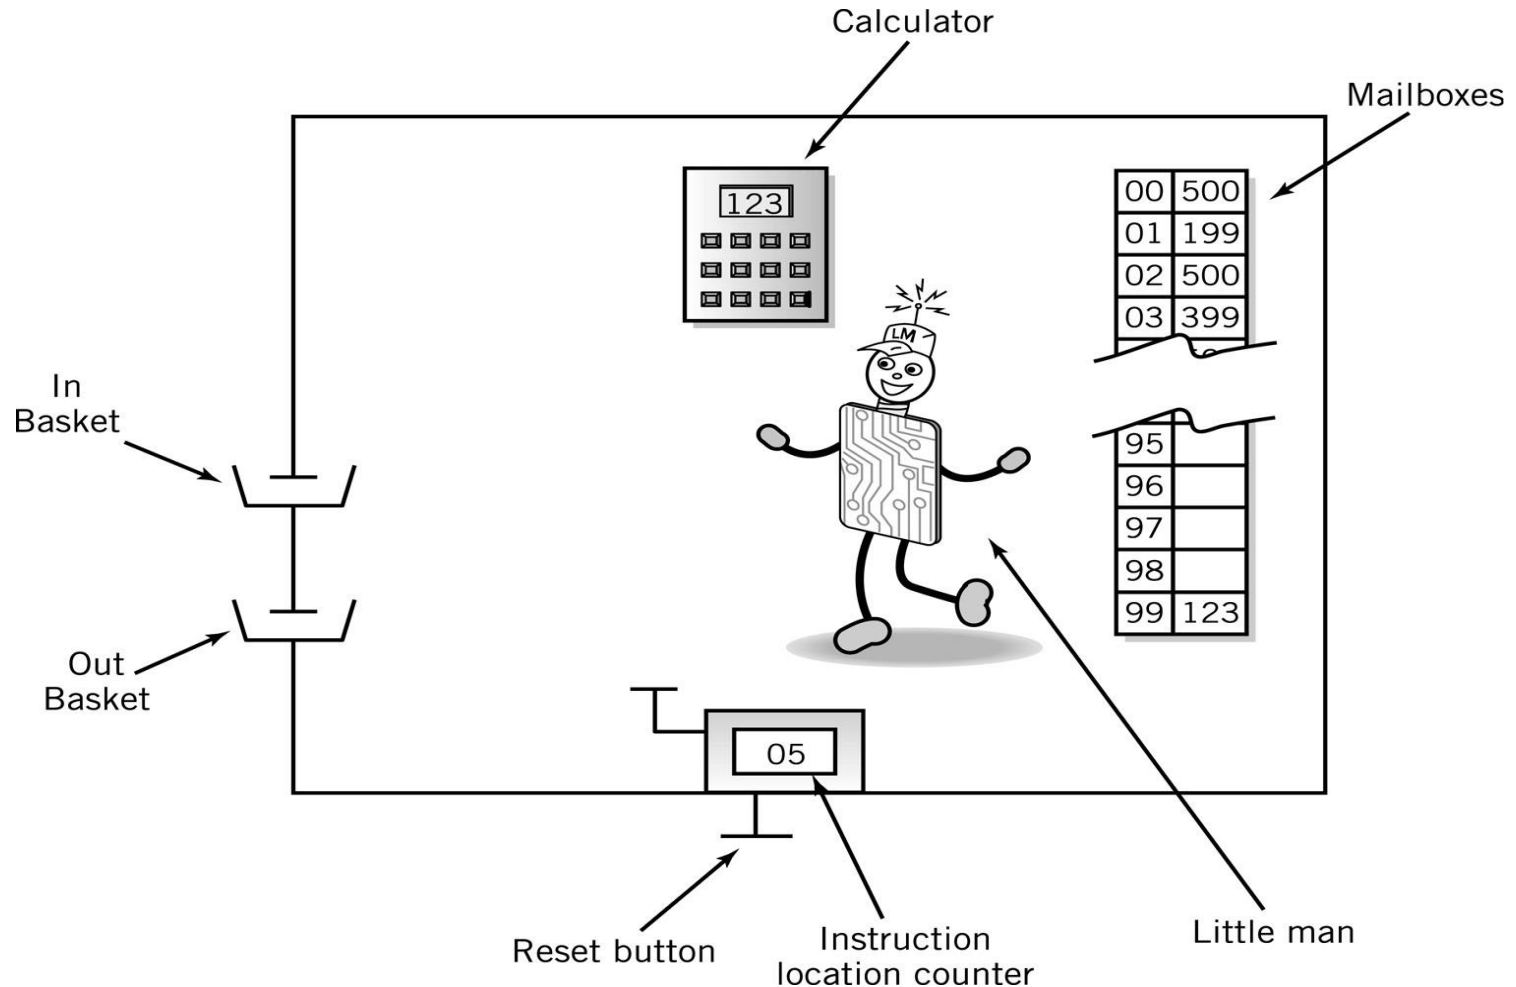 Calculator
Mailboxes
123
00 500
01 199
02 500
03 399
LM
In
Basket
95
96
97
98
99 123
Out
Basket
05
Reset button
Instruction
location counter
Little man